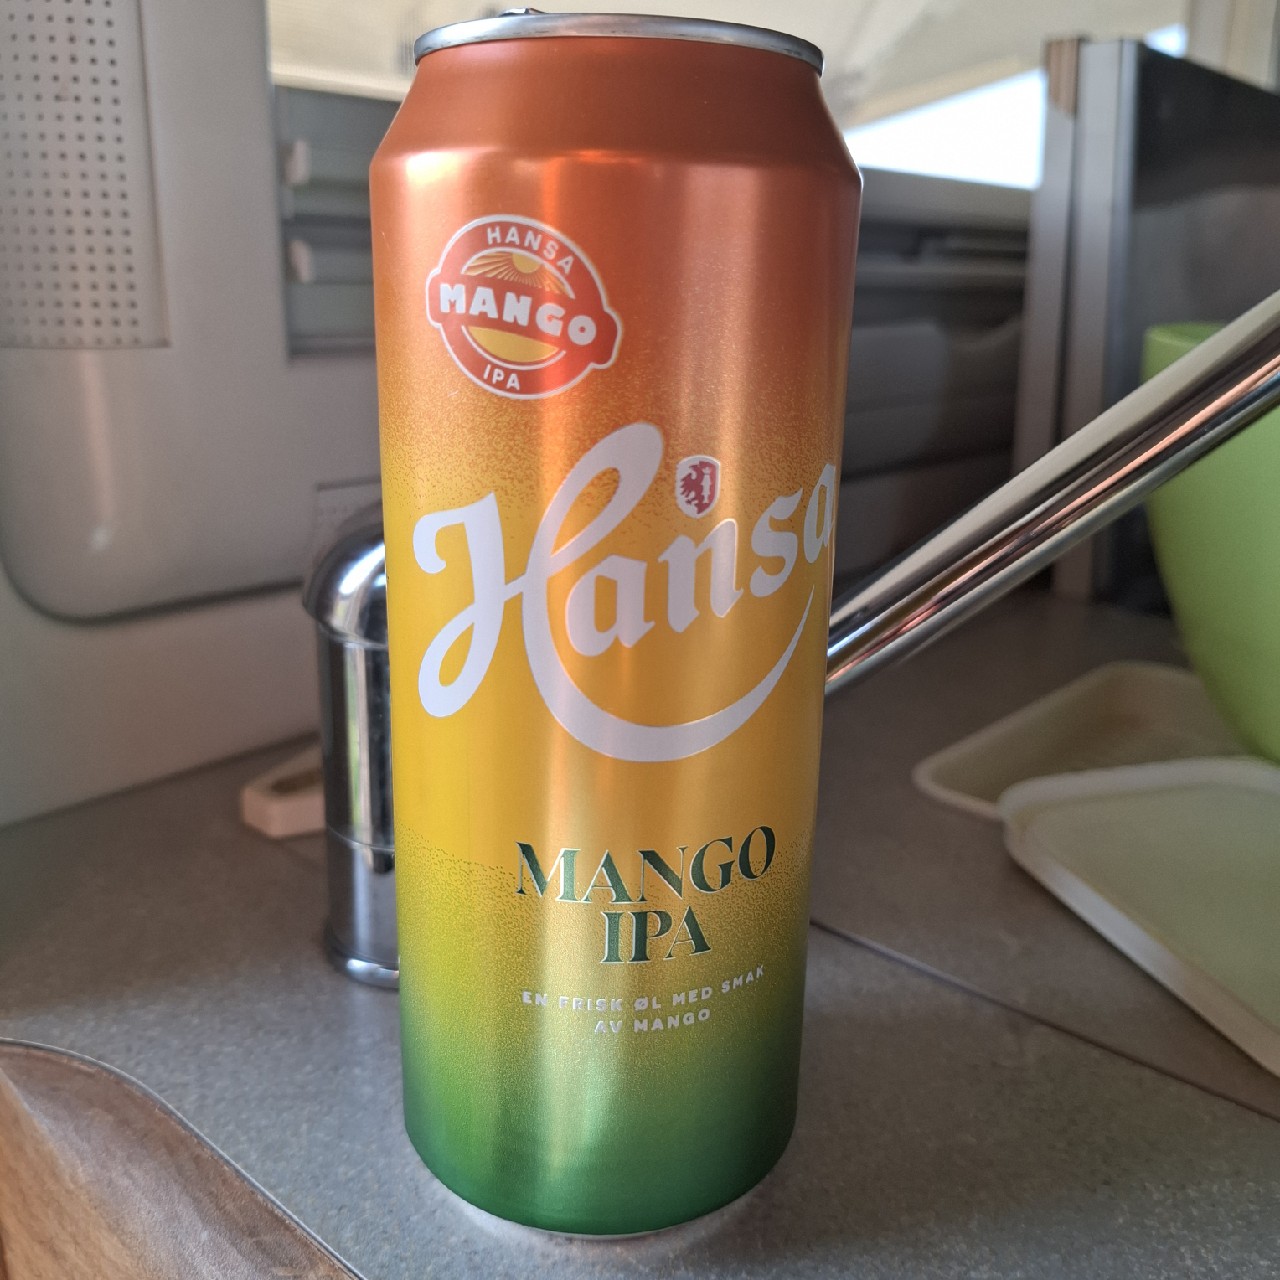 HANSA
MANGO
IPA
Hansa
MANGO
IPA
EN FRISK ØL MED SMAK
AV MANGO